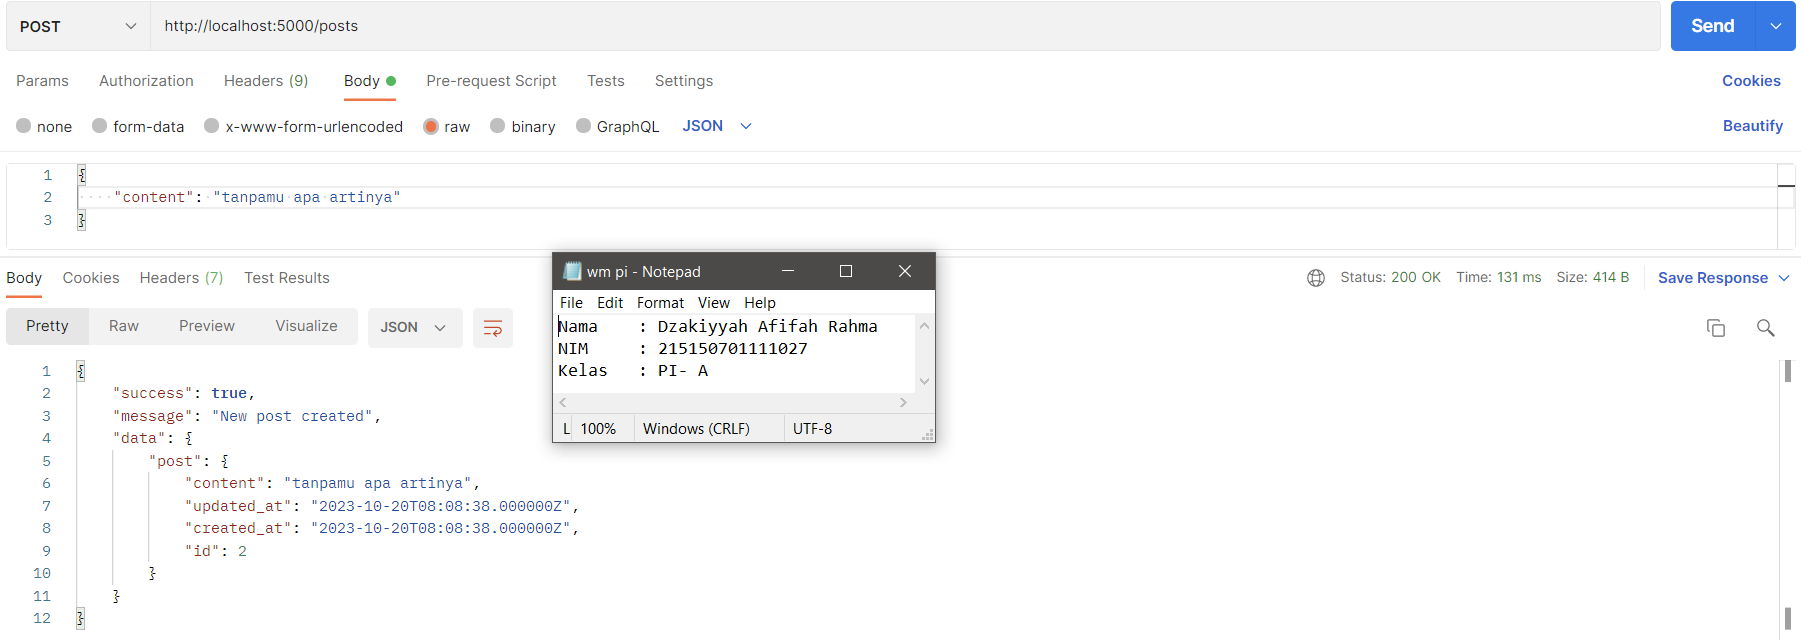 POST http://localhost:5000/posts Send
Params Authorization Headers (9) Body Pre-request Script Tests Settings Cookies
none form-data x-www-form-urlencoded raw binary GraphQL JSON Beautify
1 {
2 "content": "tanpamu apa artinya"
3 }
Body Cookies Headers (7) Test Results Status: 200 OK Time: 131 ms Size: 414 B Save Response
Pretty Raw Preview Visualize JSON
1 {
2 "success": true,
3 "message": "New post created",
4 "data": {
5 "post": {
6 "content": "tanpamu apa artinya",
7 "updated_at": "2023-10-20T08:08:38.000000Z",
8 "created_at": "2023-10-20T08:08:38.000000Z",
9 "id": 2
10 }
11 }
12 }
wm pi - Notepad
File Edit Format View Help
Nama : Dzakiyyah Afifah Rahma
NIM : 215150701111027
Kelas : PI- A
L 100% Windows (CRLF) UTF-8